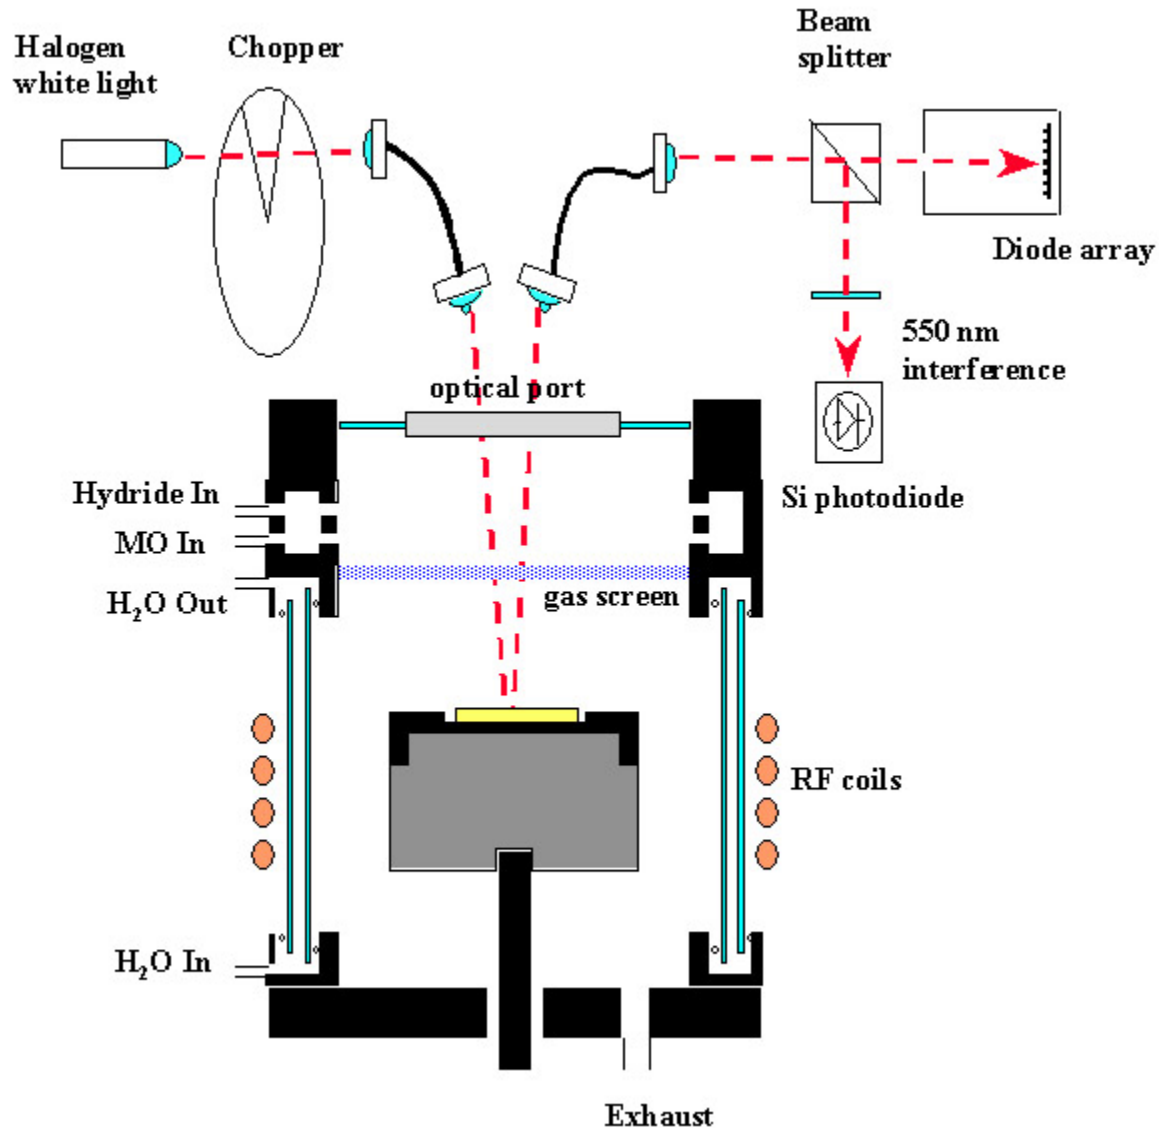 Halogen
white light
Chopper
Beam
splitter
Diode array
550 nm
interference
optical port
Si photodiode
Hydride In
MO In
H₂O Out
gas screen
RF coils
H₂O In
Exhaust